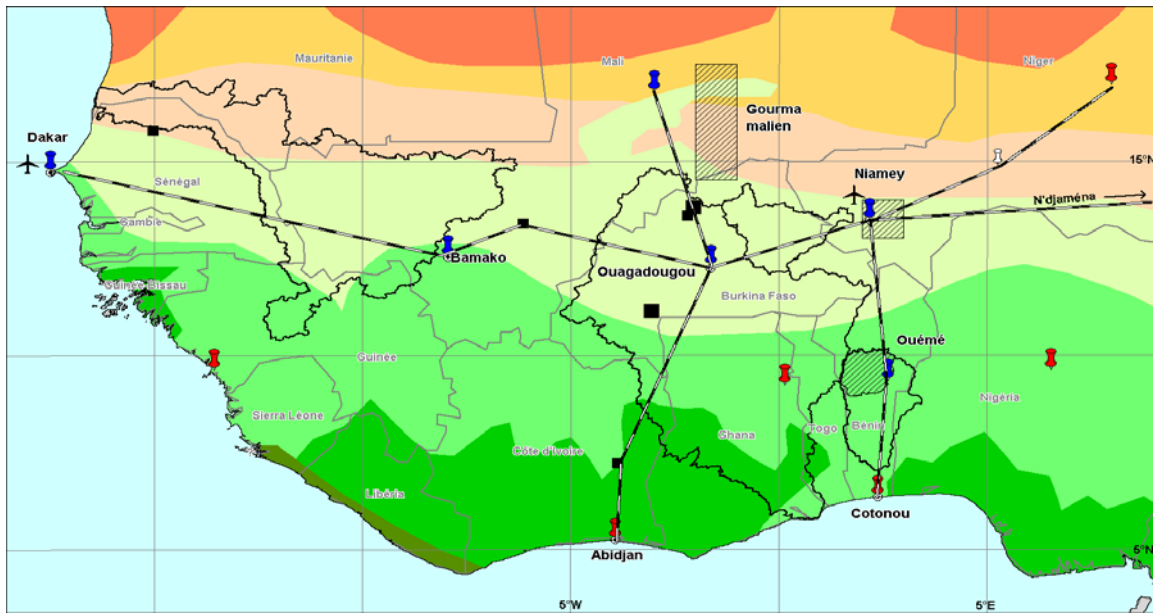 Mauritanie
Mali
Niger
Gourma
malien
Dakar
15°N
Niamey
Sénégal
N'djaména
Gambie
Bamako
Ouagadougou
Guinée Bissau
Burkina Faso
Ouémé
Guinée
Nigéria
Sierra Léone
Ghana
Togo
Bénin
Côte d'Ivoire
Libéria
Cotonou
Abidjan
5°N
5°W
5°E